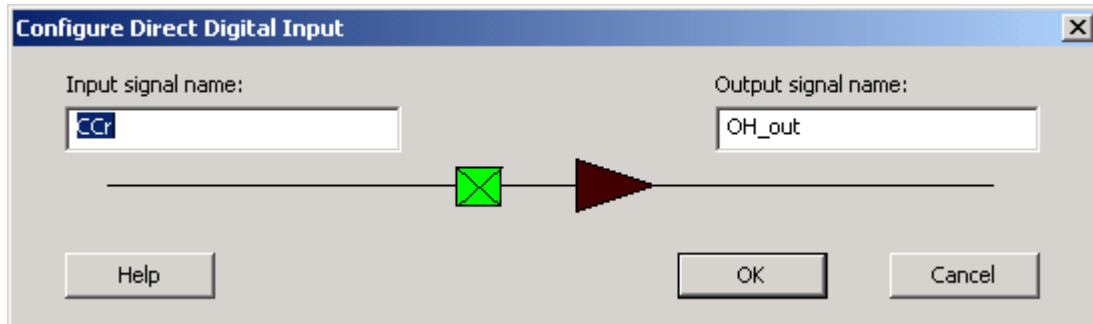 Configure Direct Digital Input
Input signal name:
Output signal name:
CCr
OH_out
Help
OK
Cancel